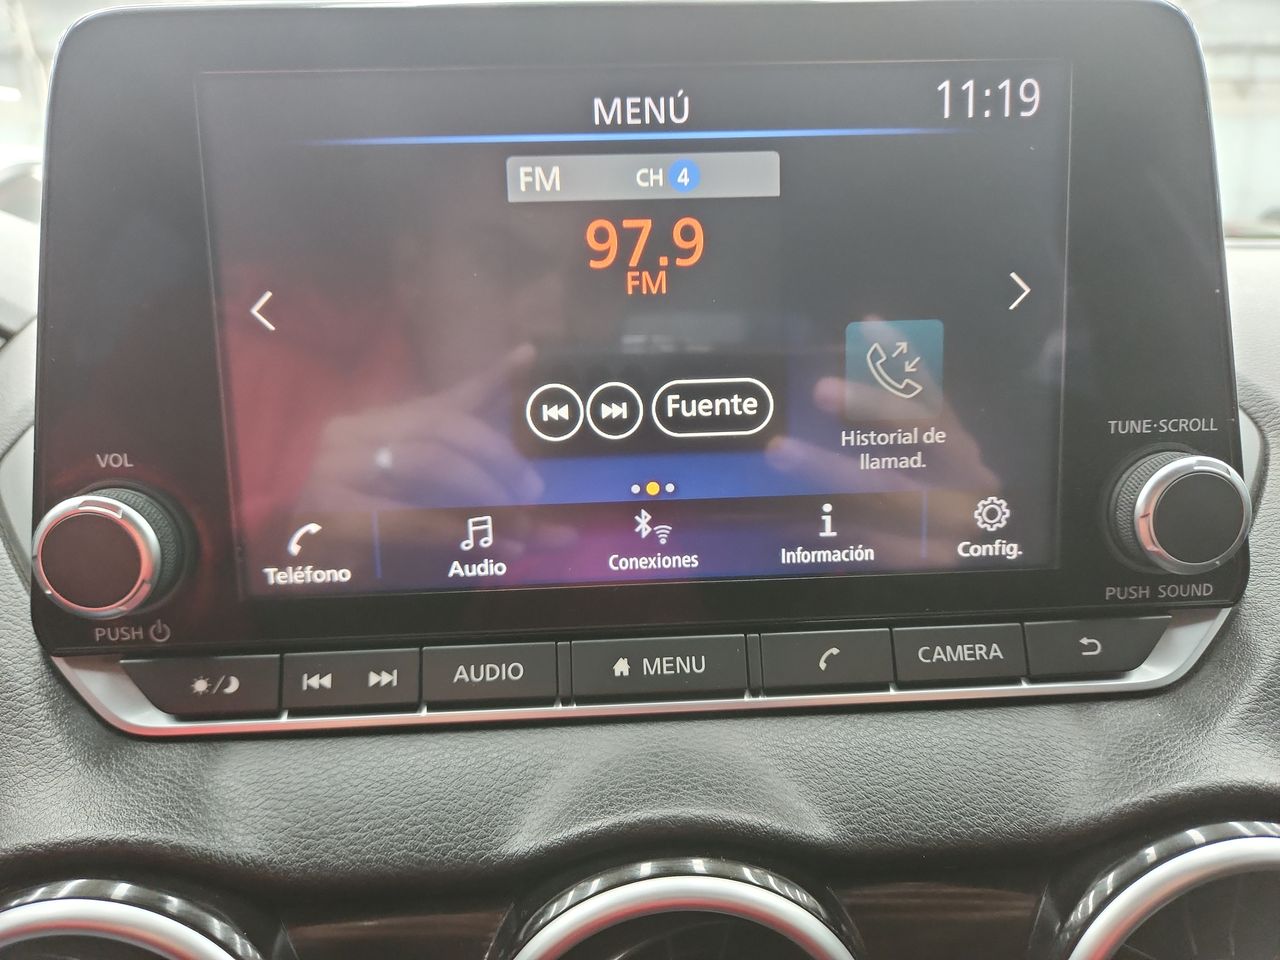 MENÚ
11:19
FM CH 4
97.9
FM
Fuente
Historial de
llamad.
Teléfono
Audio
Conexiones
Información
Config.
VOL
PUSH
TUNE·SCROLL
PUSH SOUND
AUDIO
MENU
CAMERA